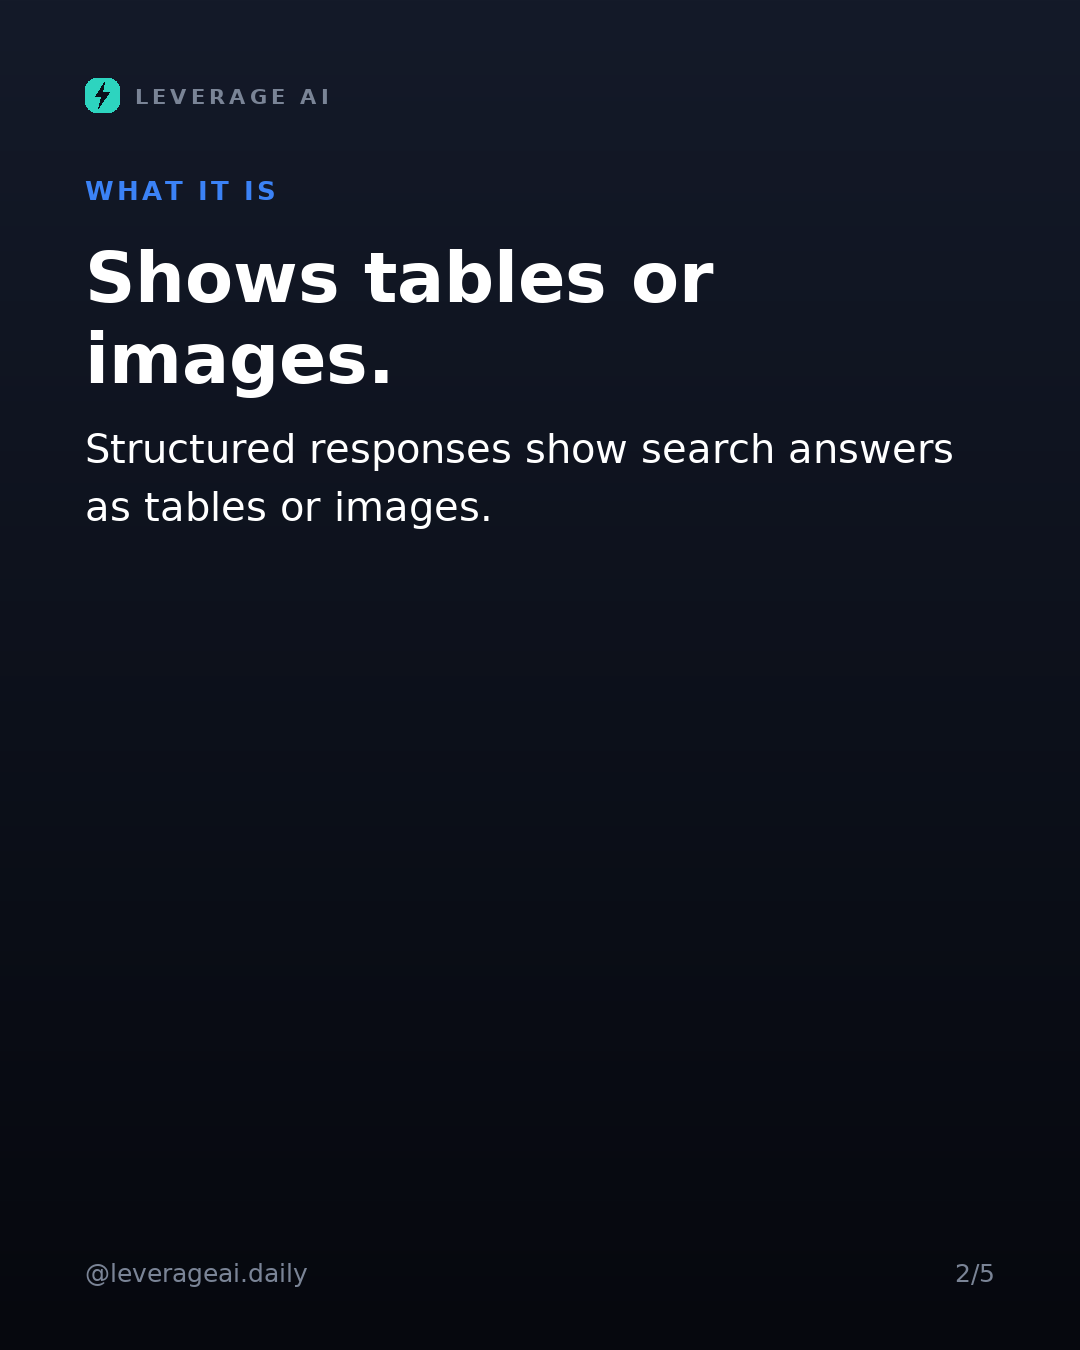 LEVERAGE AI
WHAT IT IS
Shows tables or
images.
Structured responses show search answers
as tables or images.
@leverageai.daily
2/5